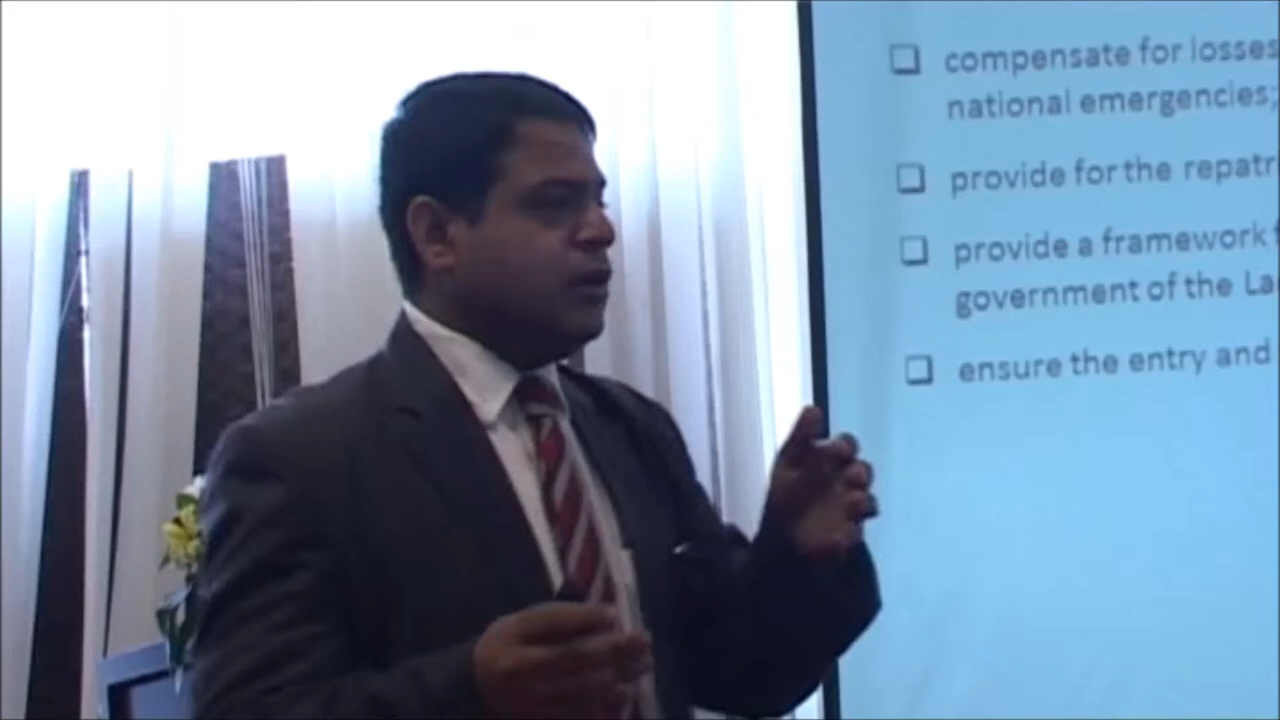 compensate for losses
national emergencies;
provide for the repatr
provide a framework
government of the La
ensure the entry and